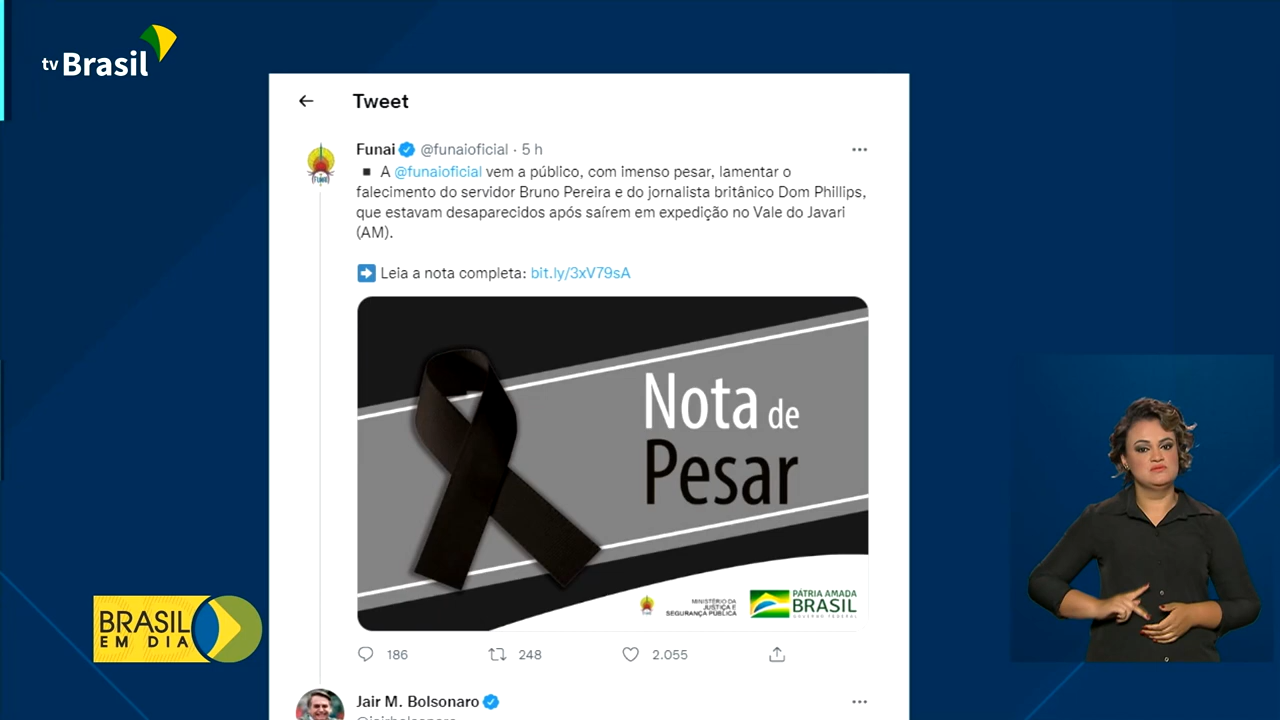 tv Brasil
Tweet
Funai @funaioficial · 5 h
▪ A @funaioficial vem a público, com imenso pesar, lamentar o
falecimento do servidor Bruno Pereira e do jornalista britânico Dom Phillips,
que estavam desaparecidos após saírem em expedição no Vale do Javari
(AM).
➡ Leia a nota completa: bit.ly/3xV79sA
Nota de
Pesar
MINISTÉRIO DA
JUSTIÇA E
SEGURANÇA PÚBLICA
PÁTRIA AMADA
BRASIL
GOVERNO FEDERAL
186 248 2.055
BRASIL
EM DIA
Jair M. Bolsonaro